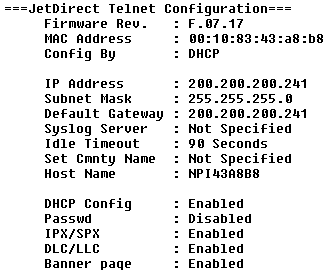 ===JetDirect Telnet Configuration===
Firmware Rev. : F.07.17
MAC Address : 00:10:83:43:a8:b8
Config By : DHCP
IP Address : 200.200.200.241
Subnet Mask : 255.255.255.0
Default Gateway : 200.200.200.241
Syslog Server : Not Specified
Idle Timeout : 90 Seconds
Set Cmnty Name : Not Specified
Host Name : NPI43A8B8
DHCP Config : Enabled
Passwd : Disabled
IPX/SPX : Enabled
DLC/LLC : Enabled
Banner page : Enabled